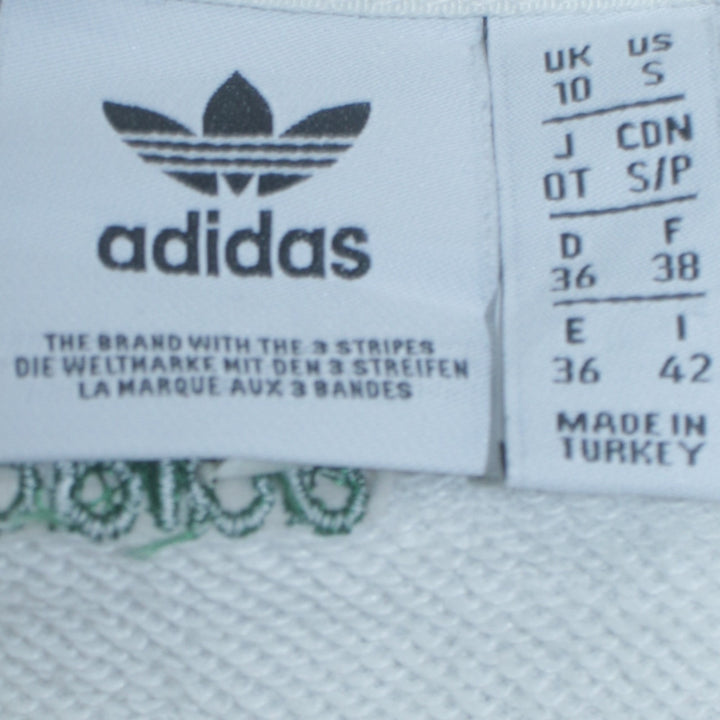 adidas
THE BRAND WITH THE 3 STRIPES
DIE WELTMARKE MIT DEN 3 STREIFEN
LA MARQUE AUX 3 BANDES
UK US
10 S
J CDN
OT S/P
D F
36 38
E I
36 42
MADE IN
TURKEY